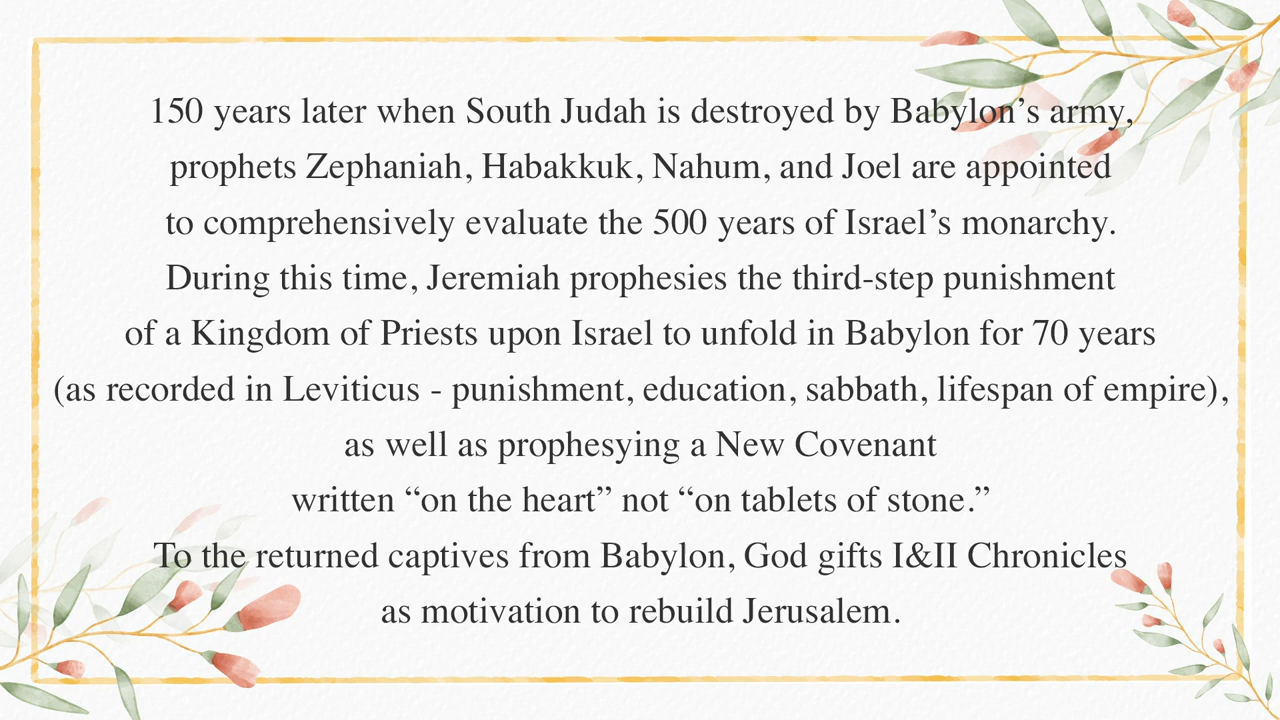 150 years later when South Judah is destroyed by Babylon’s army,
prophets Zephaniah, Habakkuk, Nahum, and Joel are appointed
to comprehensively evaluate the 500 years of Israel’s monarchy.
During this time, Jeremiah prophesies the third-step punishment
of a Kingdom of Priests upon Israel to unfold in Babylon for 70 years
(as recorded in Leviticus - punishment, education, sabbath, lifespan of empire),
as well as prophesying a New Covenant
written “on the heart” not “on tablets of stone.”
To the returned captives from Babylon, God gifts I&II Chronicles
as motivation to rebuild Jerusalem.